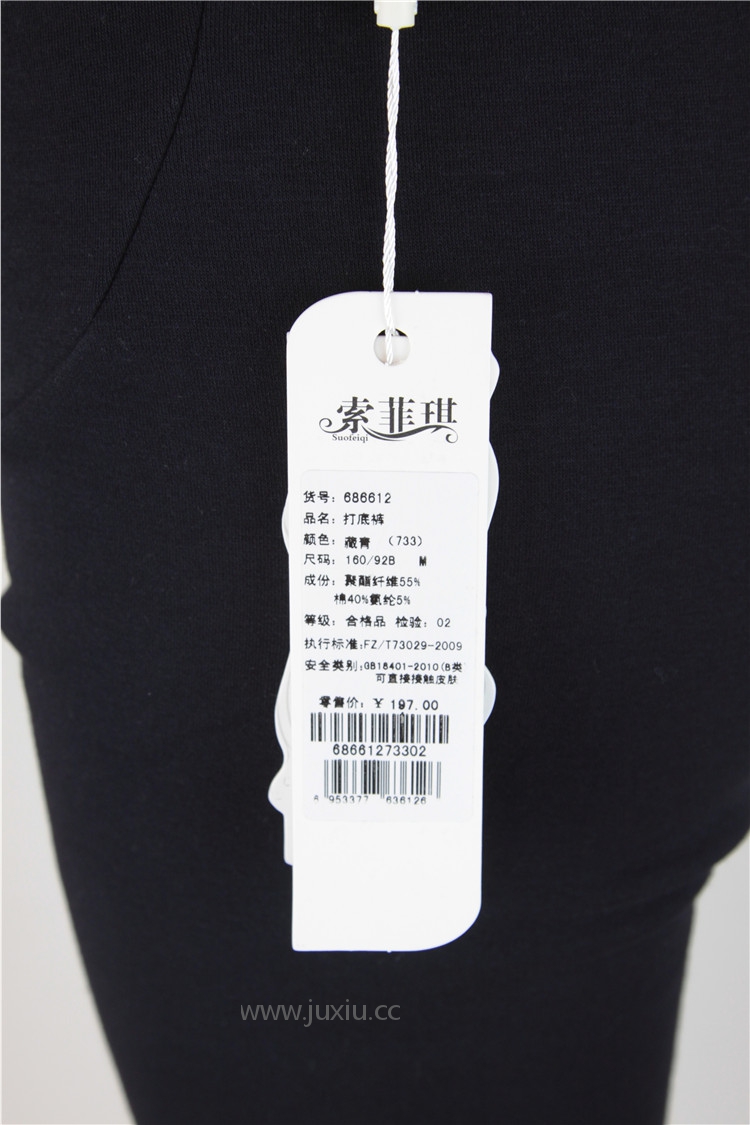 索菲琪
Suofeiqi
货号: 686612
品名: 打底裤
颜色: 藏青 (733)
尺码: 160/92B M
成份: 聚酯纤维55%
棉40%氨纶5%
等级: 合格品 检验: 02
执行标准:FZ/T73029-2009
安全类别:GB18401-2010(B类
可直接接触皮肤
零售价: ¥ 197.00
68661273302
6 953377 636126
www.juxiu.cc